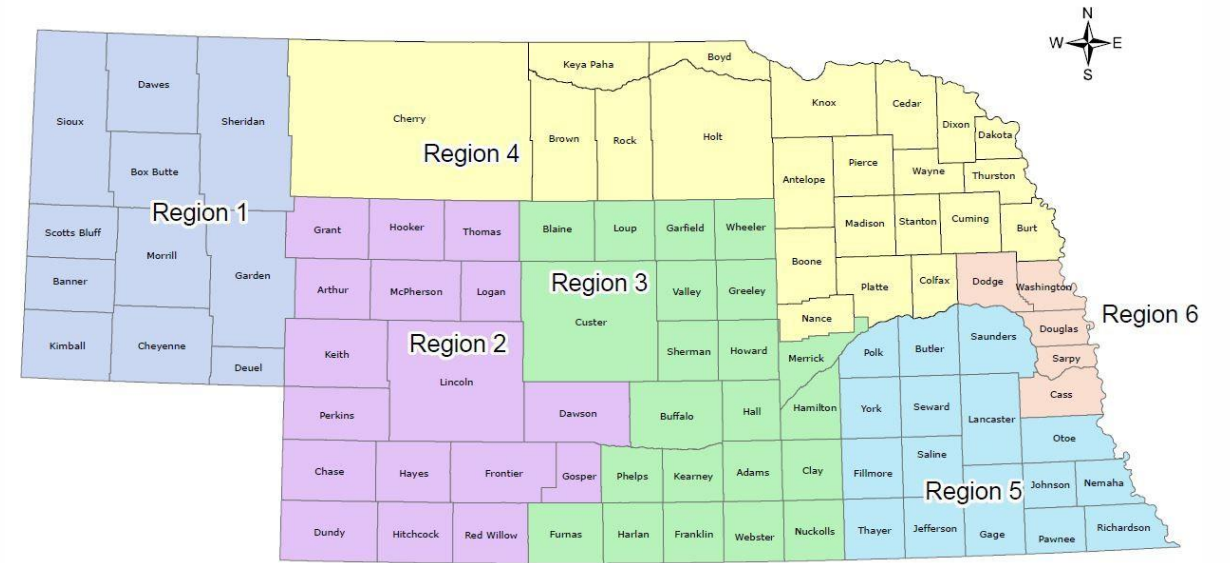 N
W E
S
Keya Paha
Boyd
Dawes
Knox
Cedar
Sioux
Sheridan
Cherry
Dixon
Dakota
Brown
Rock
Holt
Region 4
Box Butte
Pierce
Wayne
Thurston
Antelope
Region 1
Scotts Bluff
Grant
Hooker
Thomas
Blaine
Loup
Garfield
Wheeler
Madison
Stanton
Cuming
Burt
Morrill
Boone
Banner
Garden
Arthur
McPherson
Logan
Region 3
Valley
Greeley
Platte
Colfax
Dodge
Washington
Custer
Nance
Region 6
Douglas
Kimball
Cheyenne
Keith
Region 2
Sherman
Howard
Merrick
Polk
Butler
Saunders
Sarpy
Deuel
Lincoln
Perkins
Dawson
Buffalo
Hall
Hamilton
York
Seward
Lancaster
Cass
Otoe
Chase
Hayes
Frontier
Gosper
Phelps
Kearney
Adams
Clay
Fillmore
Saline
Region 5
Johnson
Nemaha
Dundy
Hitchcock
Red Willow
Furnas
Harlan
Franklin
Webster
Nuckolls
Thayer
Jefferson
Gage
Pawnee
Richardson